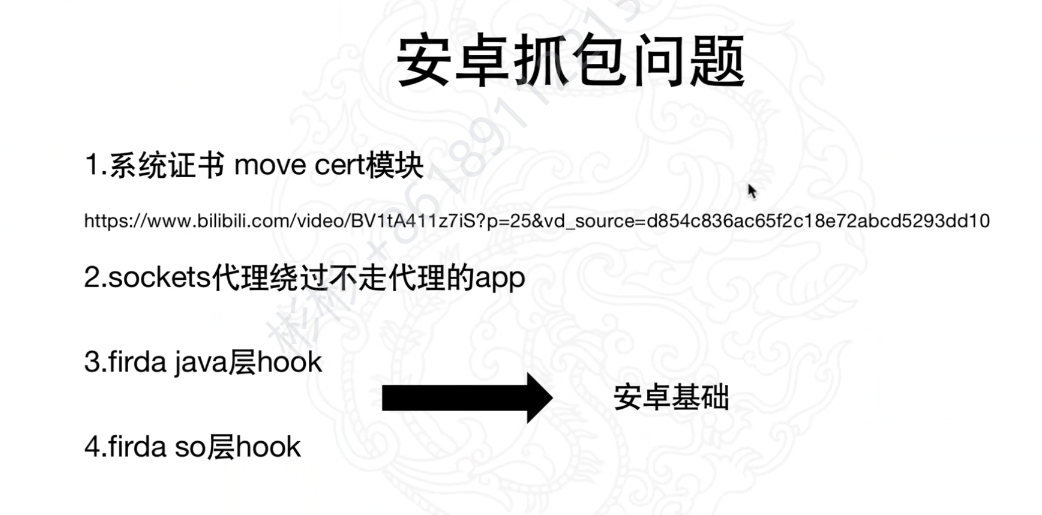 安卓抓包问题
1.系统证书 move cert模块
https://www.bilibili.com/video/BV1tA411z7iS?p=25&vd_source=d854c836ac65f2c18e72abcd5293dd10
2.sockets代理绕过不走代理的app
3.firda java层hook
安卓基础
4.firda so层hook